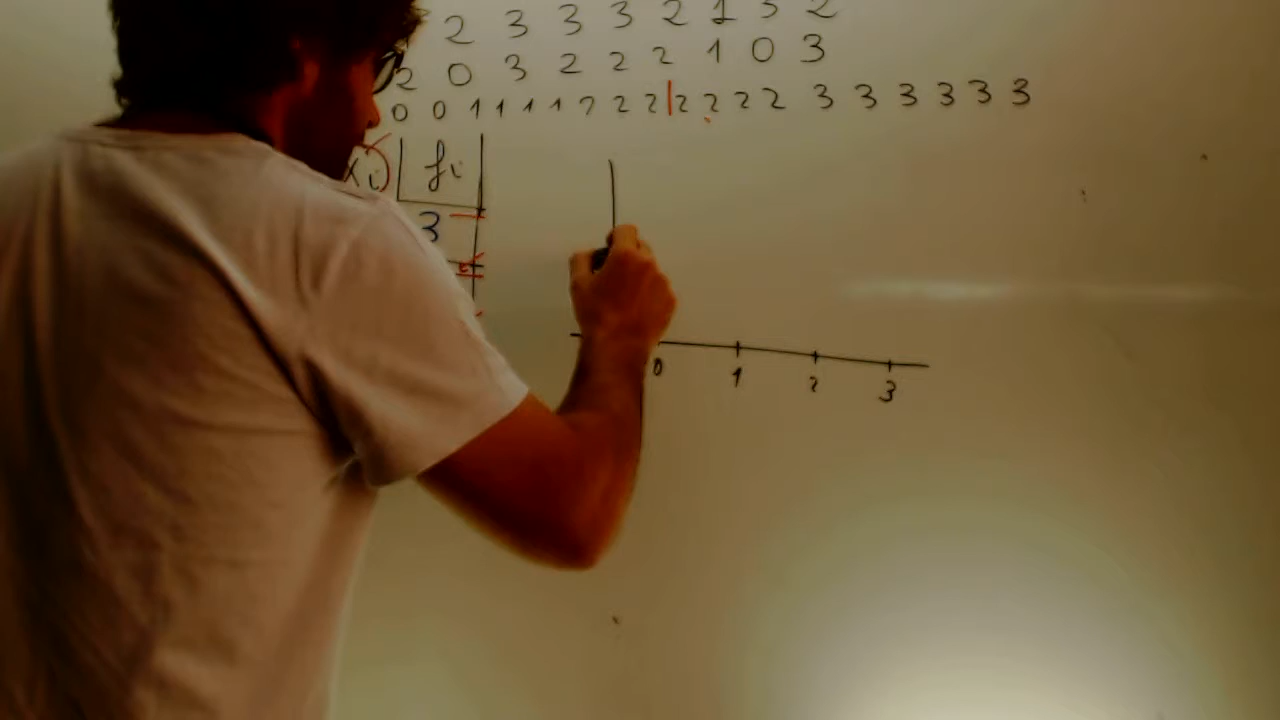 2 3 3 3 2 1 3 2
2 0 3 2 2 2 1 0 3
0 0 1 1 1 1 2 2 2 | 2 2 2 2 3 3 3 3 3 3
xi) | fi |
3
0 1 2 3